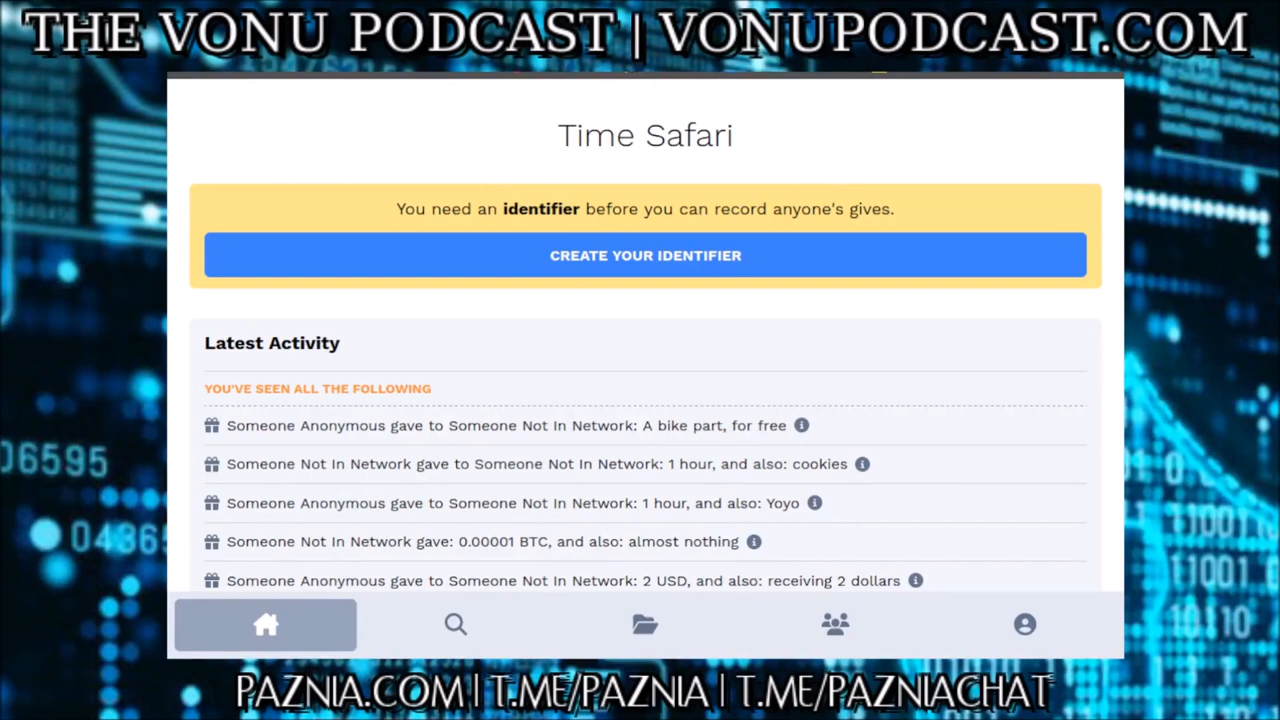 THE VONU PODCAST | VONUPODCAST.COM
Time Safari
You need an identifier before you can record anyone's gives.
CREATE YOUR IDENTIFIER
Latest Activity
YOU'VE SEEN ALL THE FOLLOWING
Someone Anonymous gave to Someone Not In Network: A bike part, for free
Someone Not In Network gave to Someone Not In Network: 1 hour, and also: cookies
Someone Anonymous gave to Someone Not In Network: 1 hour, and also: Yoyo
Someone Not In Network gave: 0.00001 BTC, and also: almost nothing
Someone Anonymous gave to Someone Not In Network: 2 USD, and also: receiving 2 dollars
06595
11001
11001
10110
PAZNIA.COM | T.ME/PAZNIA | T.ME/PAZNIACHAT